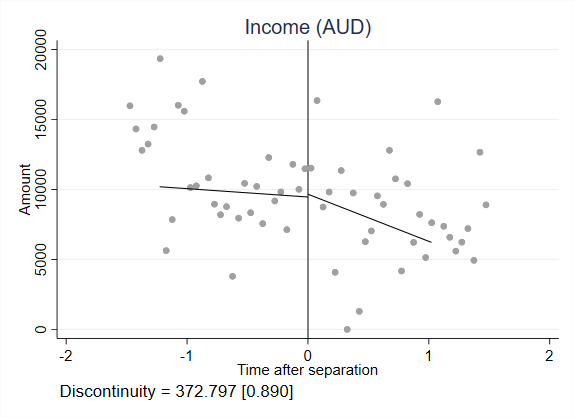 Income (AUD)
20000
15000
10000
5000
0
Amount
-2 -1 0 1 2
Time after separation
Discontinuity = 372.797 [0.890]